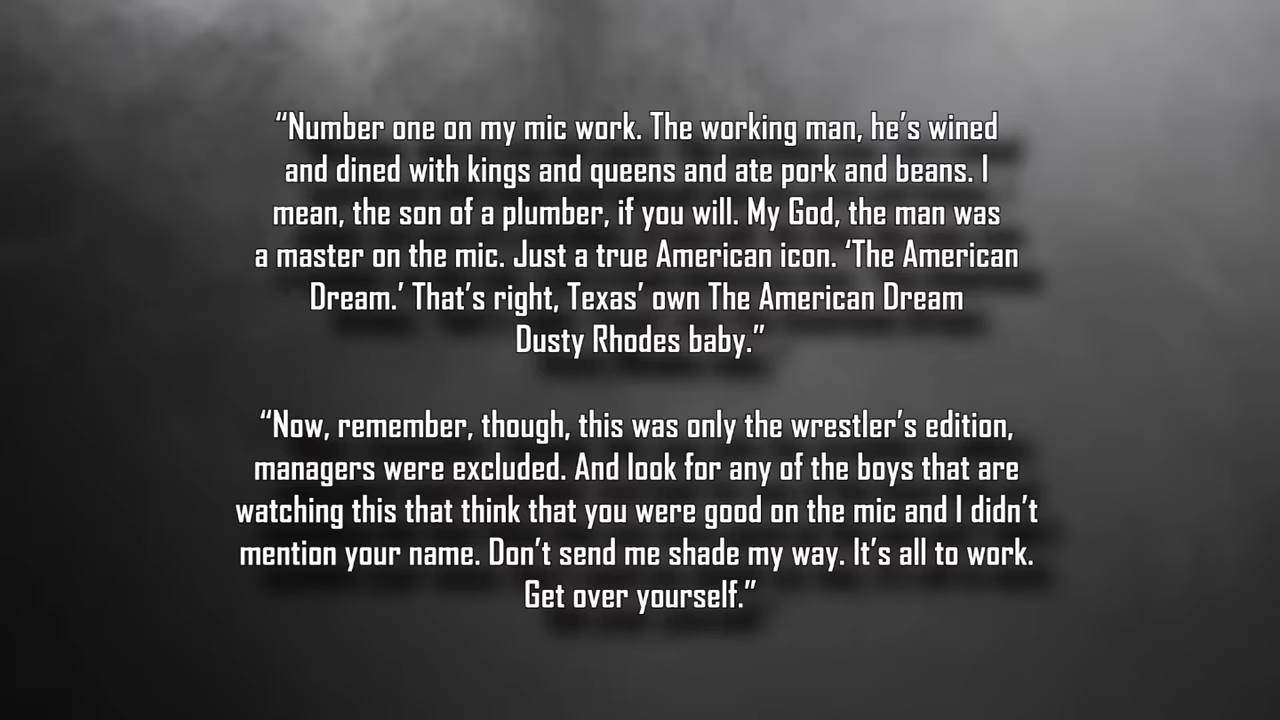 “Number one on my mic work. The working man, he’s wined
and dined with kings and queens and ate pork and beans. I
mean, the son of a plumber, if you will. My God, the man was
a master on the mic. Just a true American icon. ‘The American
Dream.’ That’s right, Texas’ own The American Dream
Dusty Rhodes baby.”
“Now, remember, though, this was only the wrestler’s edition,
managers were excluded. And look for any of the boys that are
watching this that think that you were good on the mic and I didn’t
mention your name. Don’t send me shade my way. It’s all to work.
Get over yourself.”